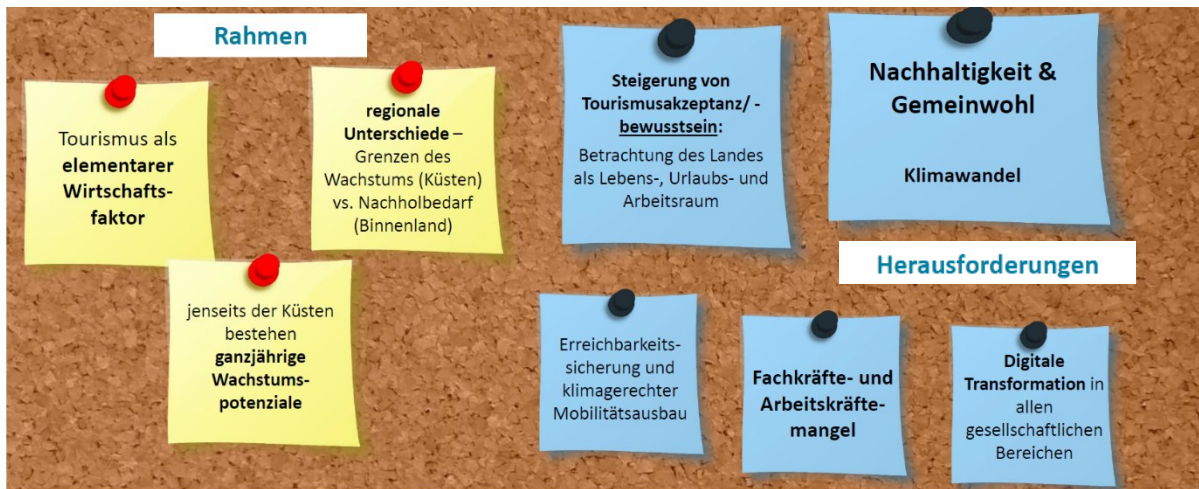 Rahmen
Tourismus als
elementarer
Wirtschafts-
faktor
regionale
Unterschiede –
Grenzen des
Wachstums (Küsten)
vs. Nachholbedarf
(Binnenland)
jenseits der Küsten
bestehen
ganzjährige
Wachstums-
potenziale
Steigerung von
Tourismusakzeptanz/ -
bewusstsein:
Betrachtung des Landes
als Lebens-, Urlaubs- und
Arbeitsraum
Nachhaltigkeit &
Gemeinwohl
Klimawandel
Herausforderungen
Erreichbarkeits-
sicherung und
klimagerechter
Mobilitätsausbau
Fachkräfte- und
Arbeitskräfte-
mangel
Digitale
Transformation in
allen
gesellschaftlichen
Bereichen